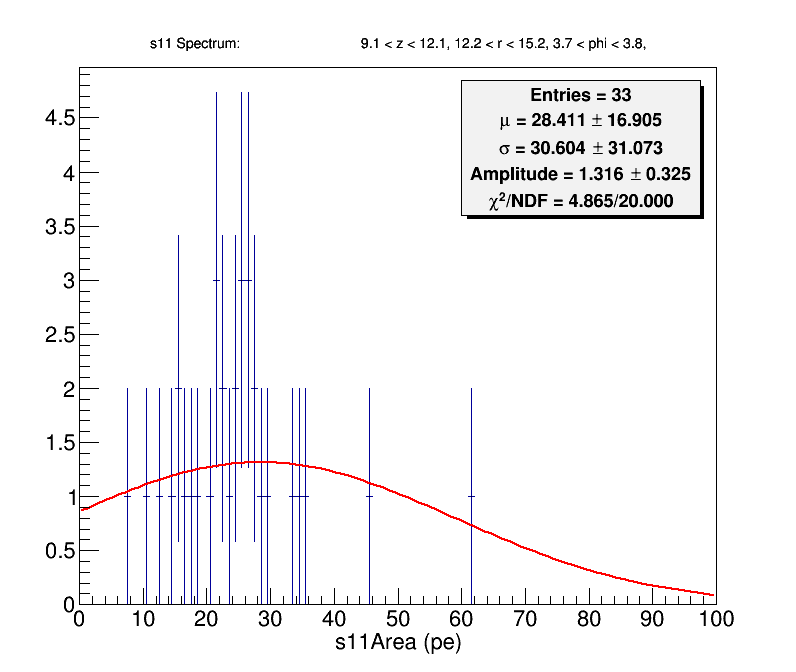 s11 Spectrum: 9.1 < z < 12.1, 12.2 < r < 15.2, 3.7 < phi < 3.8,
Entries = 33
μ = 28.411 ± 16.905
σ = 30.604 ± 31.073
Amplitude = 1.316 ± 0.325
χ²/NDF = 4.865/20.000
4.5
4
3.5
3
2.5
2
1.5
1
0.5
0
0 10 20 30 40 50 60 70 80 90 100
s11Area (pe)